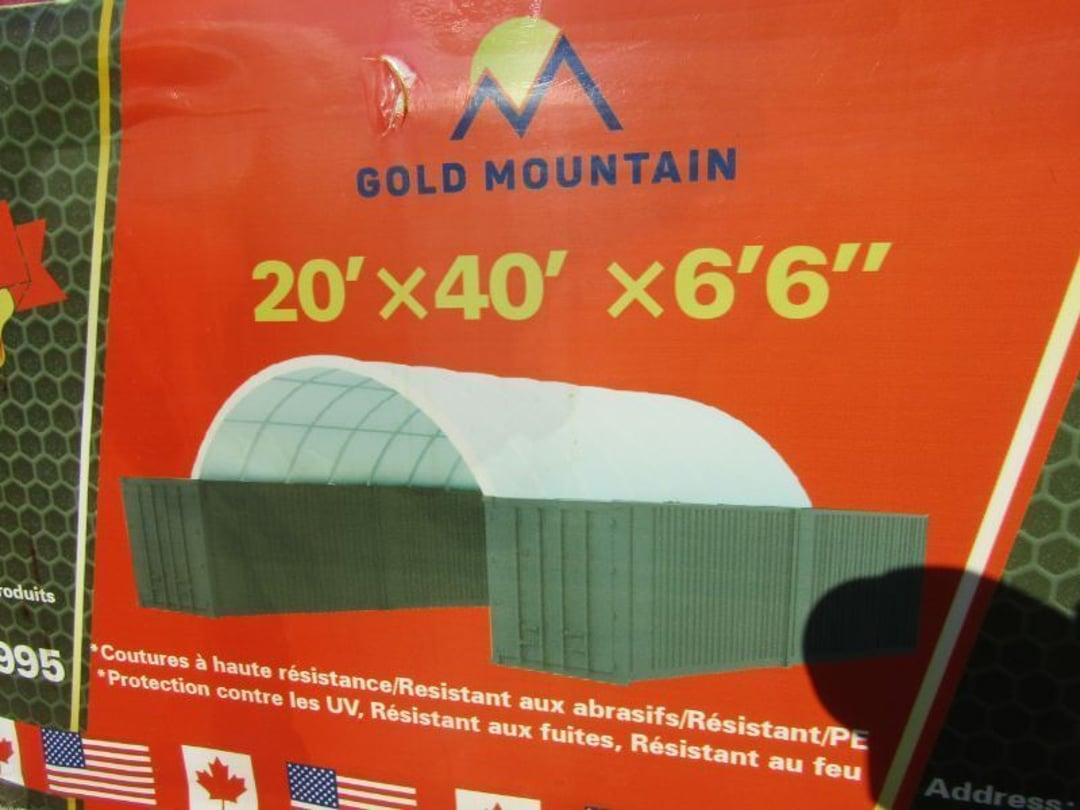 GOLD MOUNTAIN
20'×40' ×6'6"
roduits
995
*Coutures à haute résistance/Resistant aux abrasifs/Résistant/PE
*Protection contre les UV, Résistant aux fuites, Résistant au feu
Address